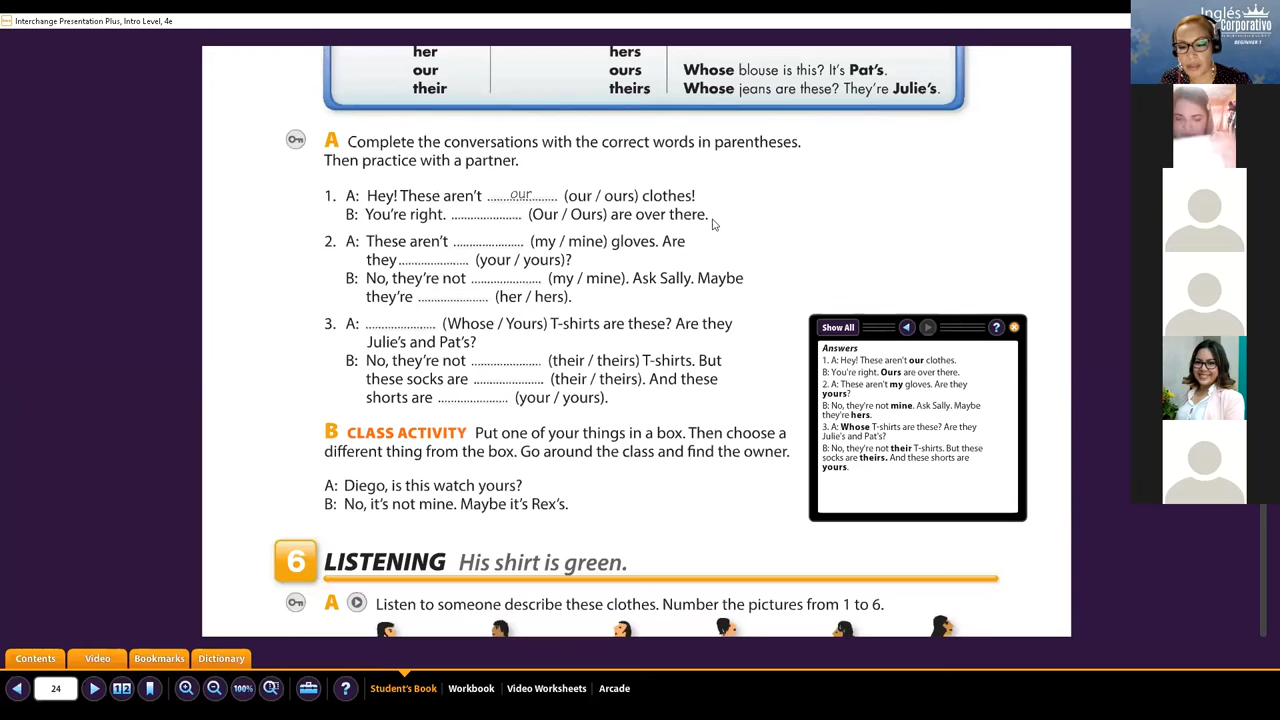 Interchange Presentation Plus, Intro Level, 4e
Inglés
Corporativo
BEGINNER 1
her hers
our ours Whose blouse is this? It's Pat's.
their theirs Whose jeans are these? They're Julie's.
A Complete the conversations with the correct words in parentheses.
Then practice with a partner.
1. A: Hey! These aren't our (our / ours) clothes!
B: You're right. ..................... (Our / Ours) are over there.
2. A: These aren't ..................... (my / mine) gloves. Are
they ..................... (your / yours)?
B: No, they're not ..................... (my / mine). Ask Sally. Maybe
they're ..................... (her / hers).
3. A: ..................... (Whose / Yours) T-shirts are these? Are they
Julie's and Pat's?
B: No, they're not ..................... (their / theirs) T-shirts. But
these socks are ..................... (their / theirs). And these
shorts are ..................... (your / yours).
B CLASS ACTIVITY Put one of your things in a box. Then choose a
different thing from the box. Go around the class and find the owner.
A: Diego, is this watch yours?
B: No, it's not mine. Maybe it's Rex's.
Show All ?
Answers
1. A: Hey! These aren't our clothes.
B: You're right. Ours are over there.
2. A: These aren't my gloves. Are they
yours?
B: No, they're not mine. Ask Sally. Maybe
they're hers.
3. A: Whose T-shirts are these? Are they
Julie's and Pat's?
B: No, they're not their T-shirts. But these
socks are theirs. And these shorts are
yours.
6 LISTENING His shirt is green.
A Listen to someone describe these clothes. Number the pictures from 1 to 6.
Contents Video Bookmarks Dictionary
24 1 2 100% ? Student's Book Workbook Video Worksheets Arcade